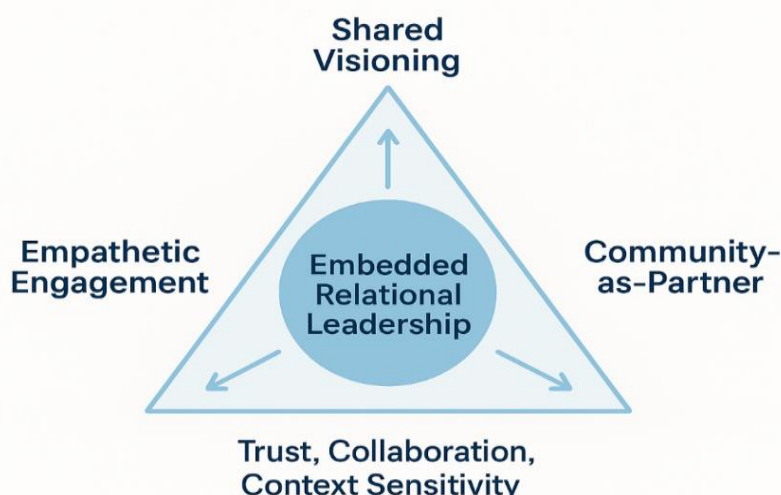 Shared
Visioning
Empathetic
Engagement
Community-
as-Partner
Embedded
Relational
Leadership
Trust, Collaboration,
Context Sensitivity